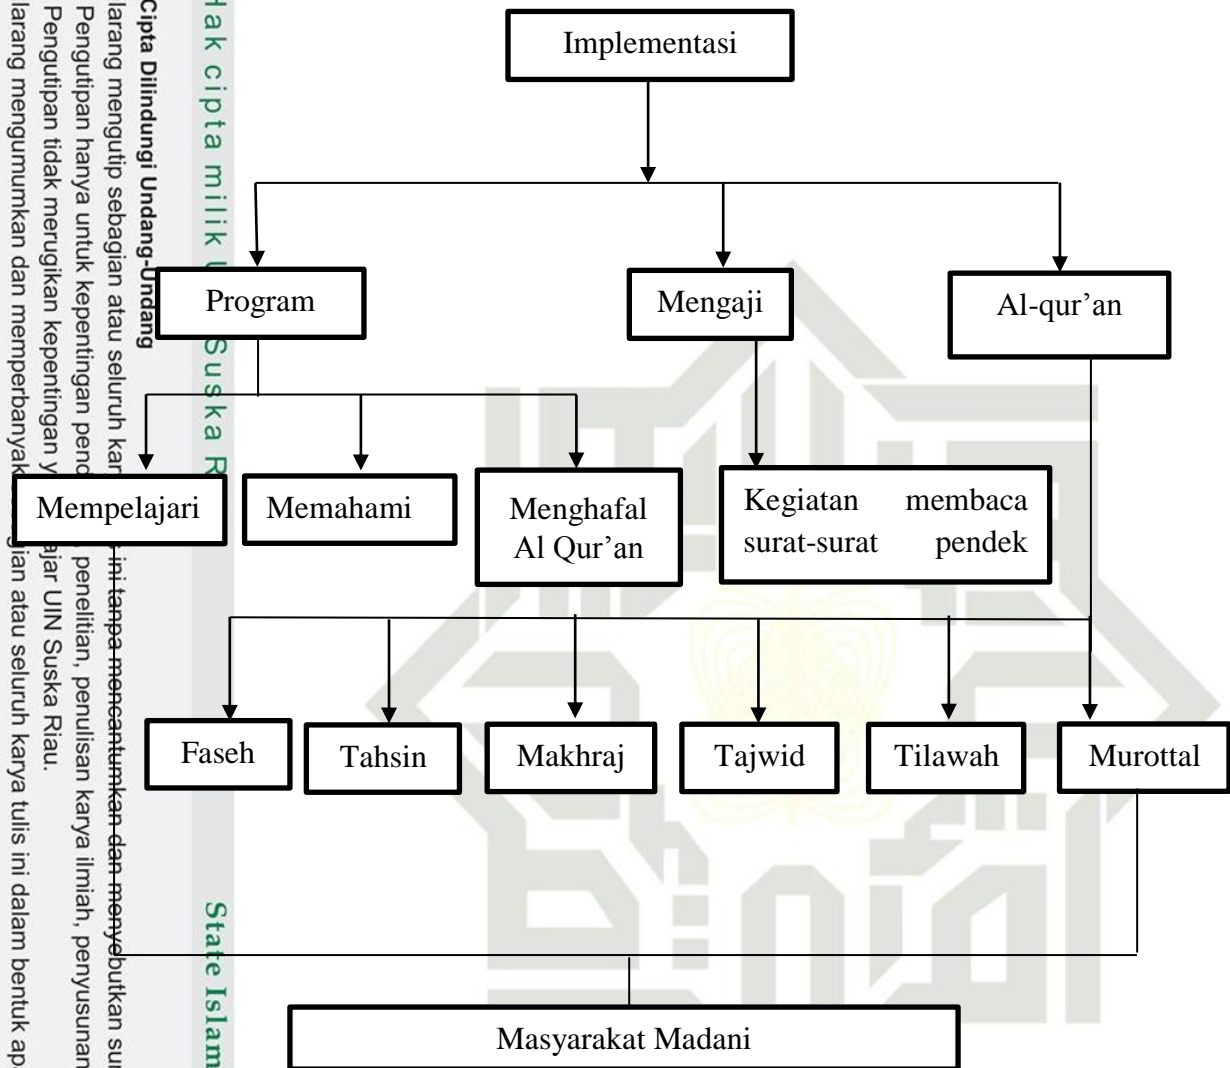 Implementasi
Program
Mengaji
Al-qur’an
Mempelajari
Memahami
Menghafal
Al Qur’an
Kegiatan membaca
surat-surat pendek
Faseh
Tahsin
Makhraj
Tajwid
Tilawah
Murottal
Masyarakat Madani
Hak cipta milik U
Suska R
State Islam
Cipta Dilindungi Undang-Undang
larang mengutip sebagian atau seluruh kar
ini tanpa mencantumkan dan menyebutkan sum
Pengutipan hanya untuk kepentingan pend
penelitian, penulisan karya ilmiah, penyusunan
Pengutipan tidak merugikan kepentingan y
ajar UIN Suska Riau.
larang mengumumkan dan memperbanyak
gian atau seluruh karya tulis ini dalam bentuk apa